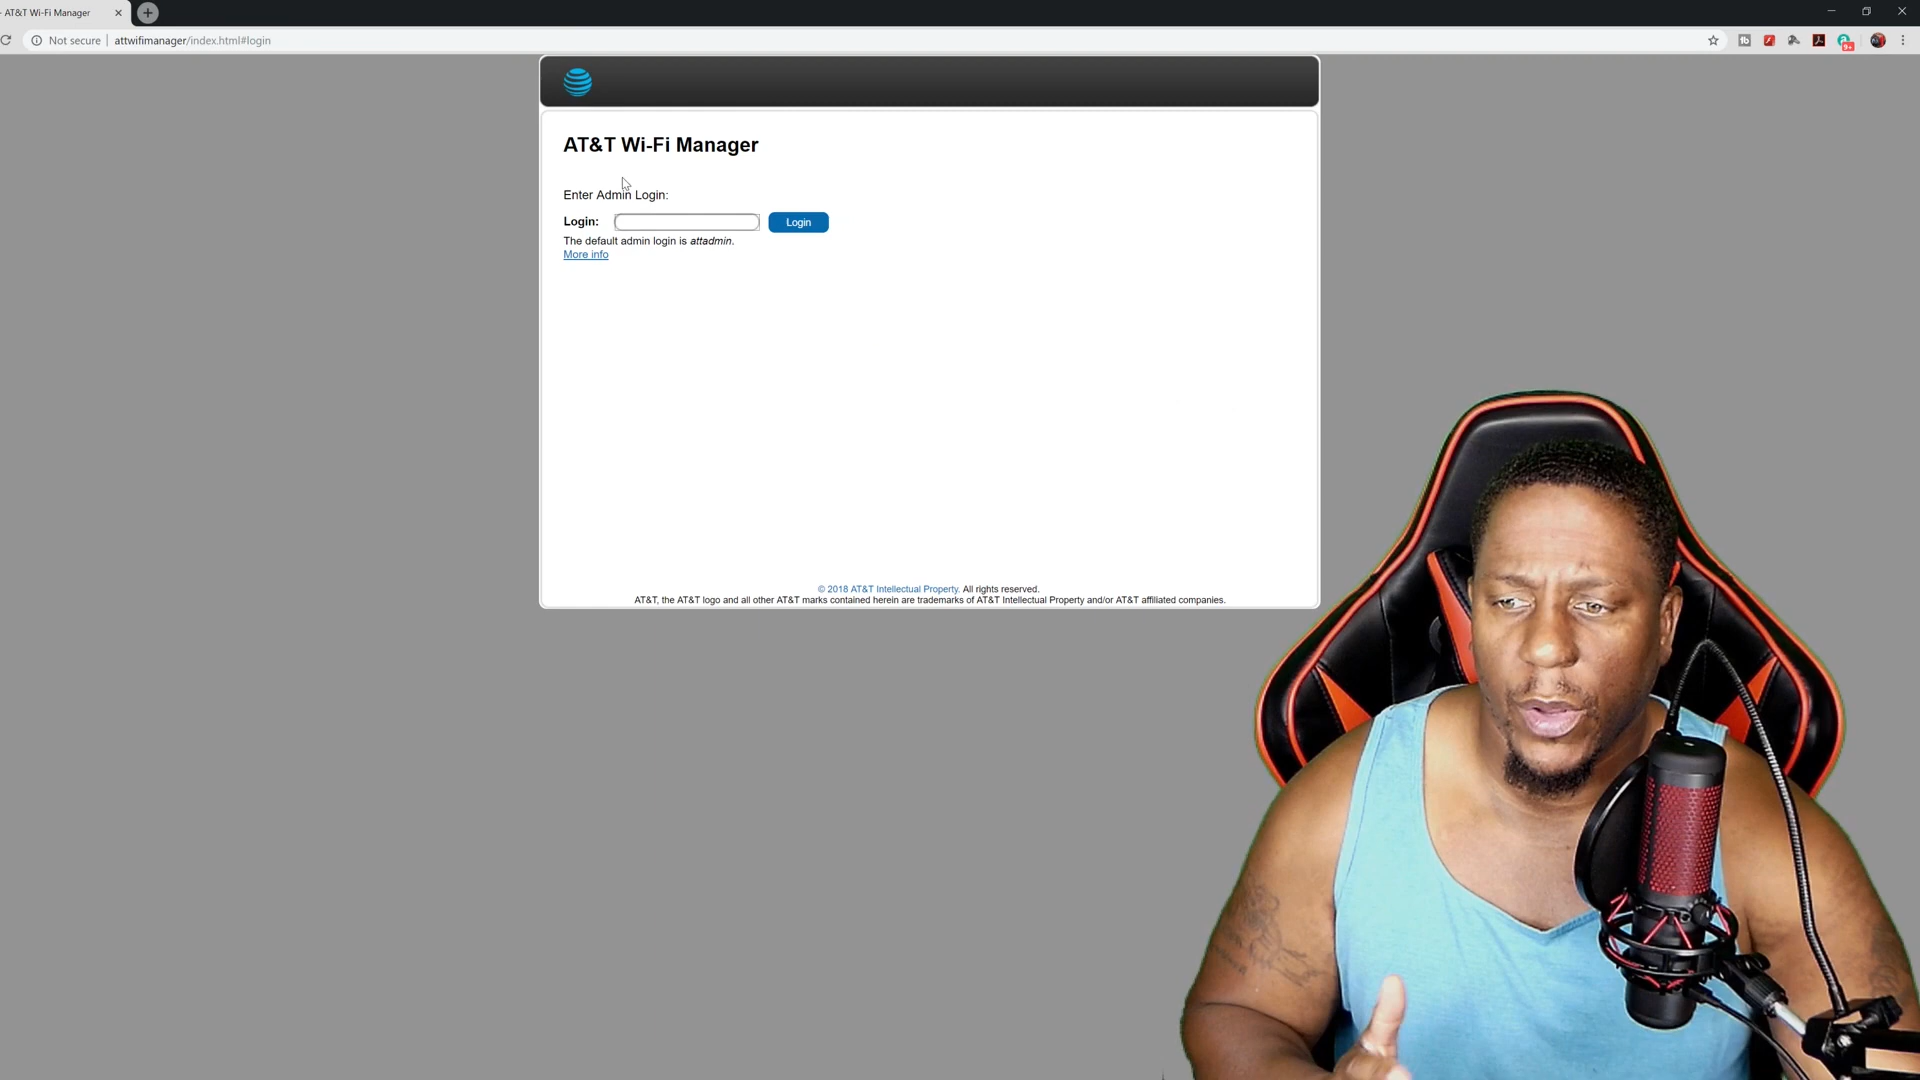 AT&T Wi-Fi Manager
Not secure
attwifimanager/index.html#login
9+
AT&T Wi-Fi Manager
Enter Admin Login:
Login:
Login
The default admin login is attadmin.
More info
© 2018 AT&T Intellectual Property. All rights reserved.
AT&T, the AT&T logo and all other AT&T marks contained herein are trademarks of AT&T Intellectual Property and/or AT&T affiliated companies.